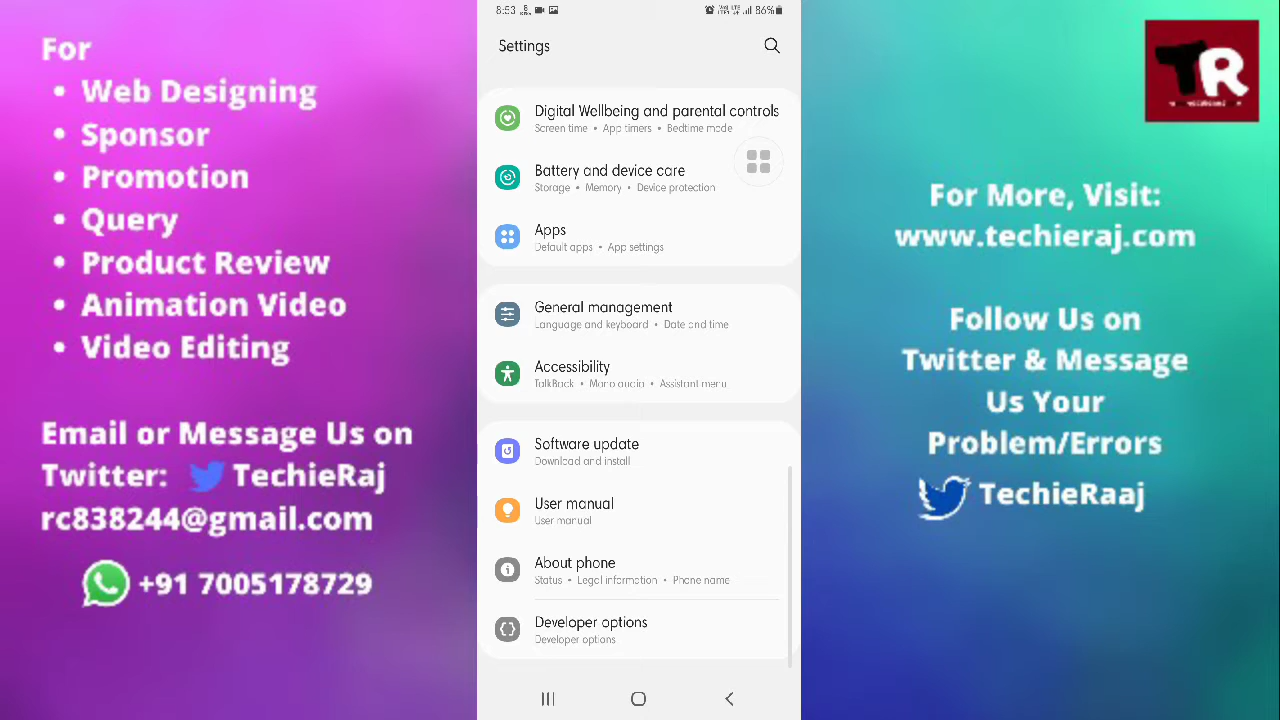 For
• Web Designing
• Sponsor
• Promotion
• Query
• Product Review
• Animation Video
• Video Editing
Email or Message Us on
Twitter: TechieRaj
rc838244@gmail.com
+91 7005178729
8:53
86%
Settings
Digital Wellbeing and parental controls
Screen time • App timers • Bedtime mode
Battery and device care
Storage • Memory • Device protection
Apps
Default apps • App settings
General management
Language and keyboard • Date and time
Accessibility
TalkBack • Mono audio • Assistant menu
Software update
Download and install
User manual
User manual
About phone
Status • Legal information • Phone name
Developer options
Developer options
TR
For More, Visit:
www.techieraj.com
Follow Us on
Twitter & Message
Us Your
Problem/Errors
TechieRaaj